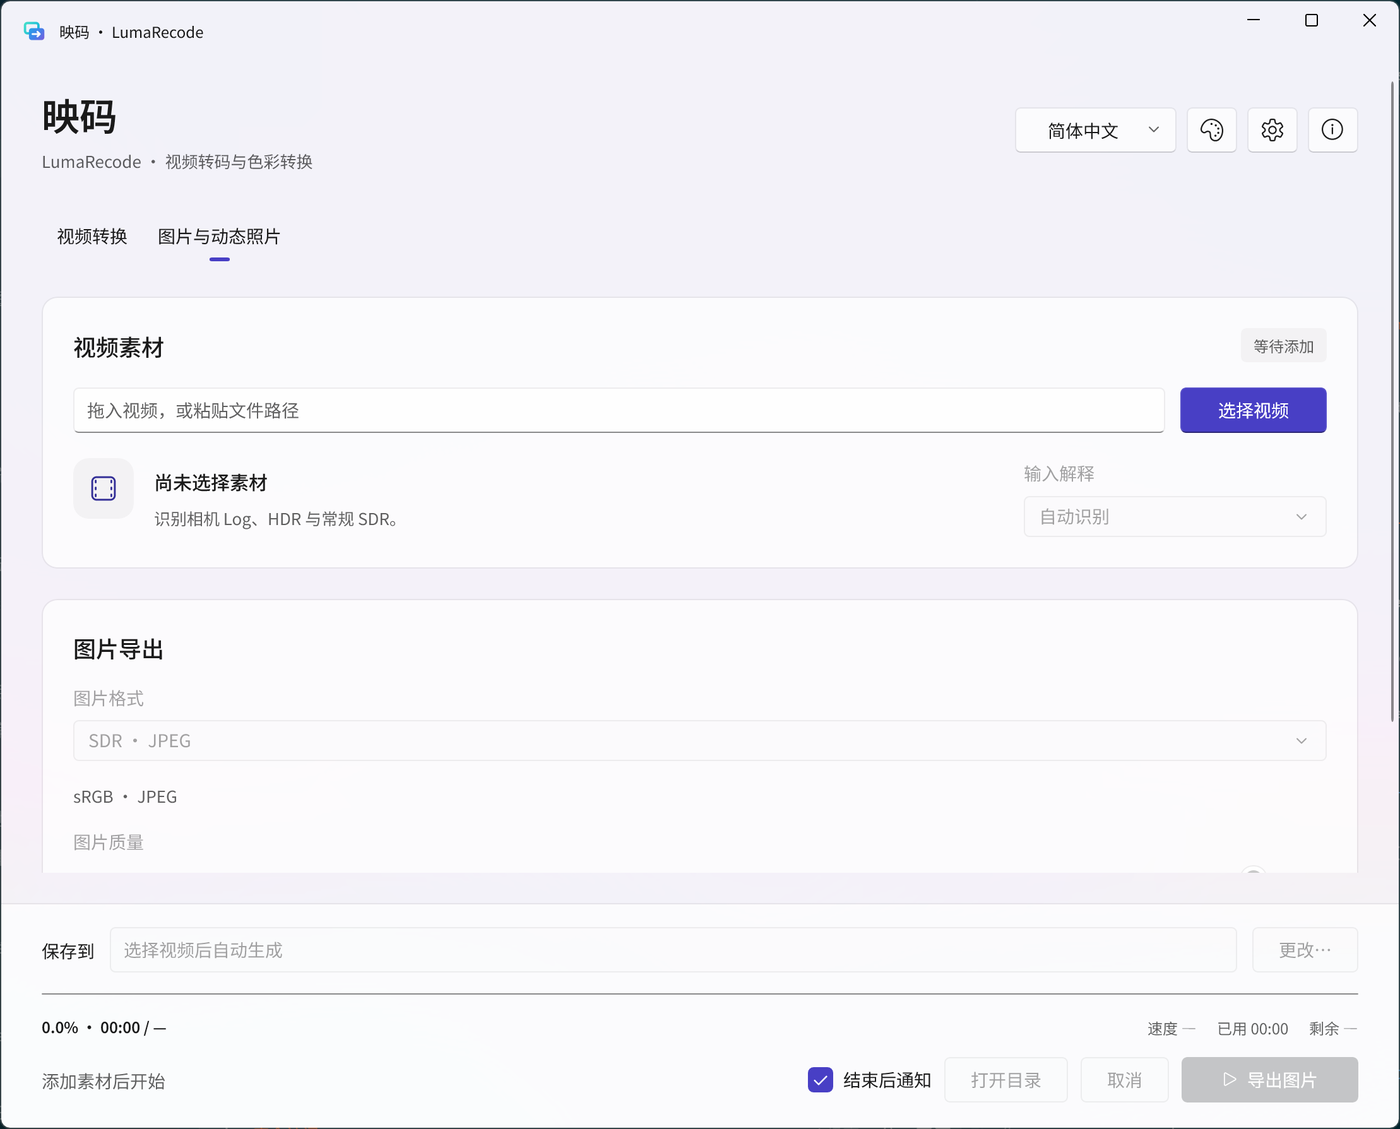 映码 • LumaRecode
映码
LumaRecode • 视频转码与色彩转换
简体中文
视频转换
图片与动态照片
视频素材
等待添加
拖入视频，或粘贴文件路径
选择视频
尚未选择素材
识别相机 Log、HDR 与常规 SDR。
输入解释
自动识别
图片导出
图片格式
SDR • JPEG
sRGB • JPEG
图片质量
保存到
选择视频后自动生成
更改…
0.0% • 00:00 / —
速度 —
已用 00:00
剩余 —
添加素材后开始
结束后通知
打开目录
取消
导出图片